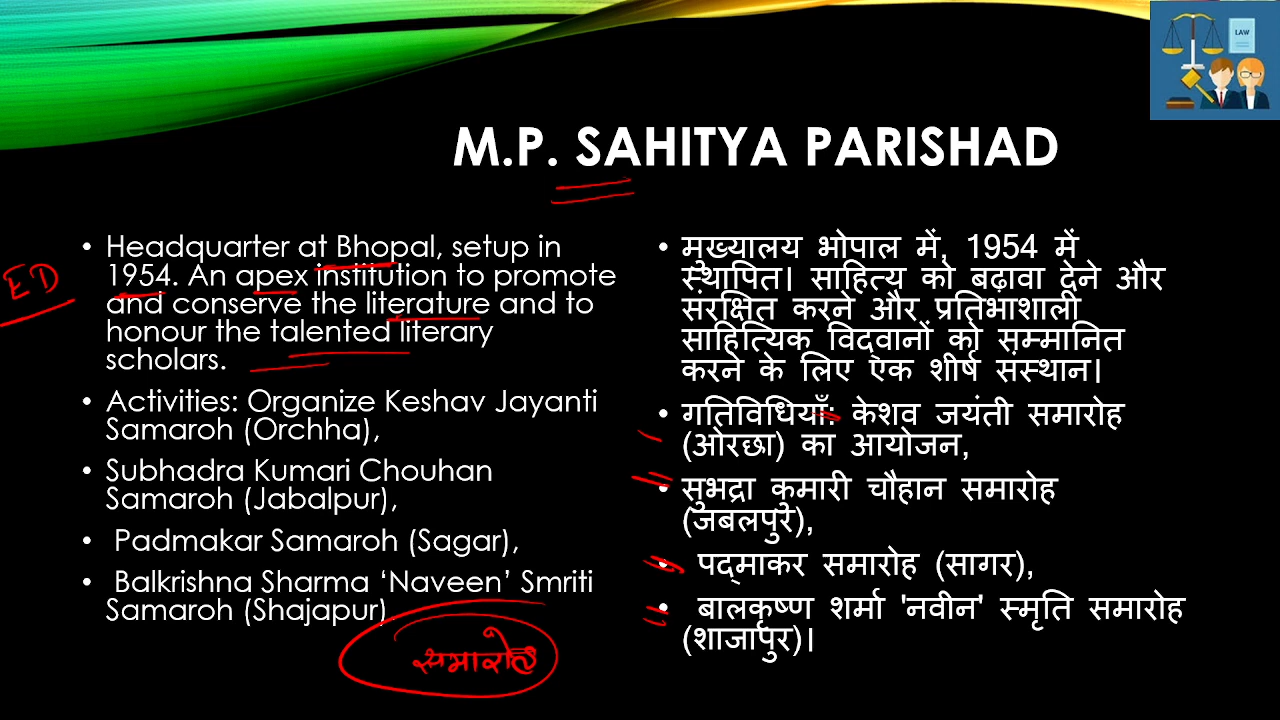 LAW
M.P. SAHITYA PARISHAD
• Headquarter at Bhopal, setup in
1954. An apex institution to promote
and conserve the literature and to
honour the talented literary
scholars.
• Activities: Organize Keshav Jayanti
Samaroh (Orchha),
• Subhadra Kumari Chouhan
Samaroh (Jabalpur),
• Padmakar Samaroh (Sagar),
• Balkrishna Sharma ‘Naveen’ Smriti
Samaroh (Shajapur).
ED
समारोह
• मुख्यालय भोपाल में, 1954 में
स्थापित। साहित्य को बढ़ावा देने और
संरक्षित करने और प्रतिभाशाली
साहित्यिक विद्वानों को सम्मानित
करने के लिए एक शीर्ष संस्थान।
• गतिविधियाँ: केशव जयंती समारोह
(ओरछा) का आयोजन,
• सुभद्रा कुमारी चौहान समारोह
(जबलपुर),
• पद्माकर समारोह (सागर),
• बालकृष्ण शर्मा 'नवीन' स्मृति समारोह
(शाजापुर)।